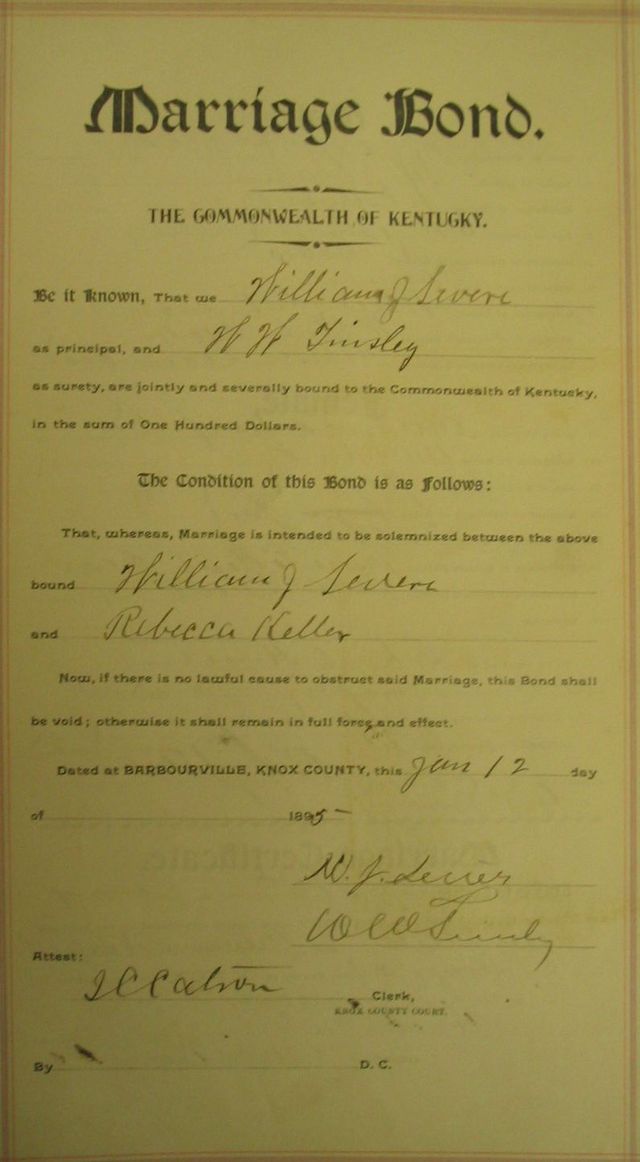 Marriage Bond.
THE COMMONWEALTH OF KENTUCKY.
Be it Known, That we William J Severe
as principal, and W W Tinsley
as surety, are jointly and severally bound to the Commonwealth of Kentucky,
in the sum of One Hundred Dollars.
The Condition of this Bond is as Follows:
That, whereas, Marriage is intended to be solemnized between the above
bound William J Severe
and Rebecca Keller
Now, if there is no lawful cause to obstruct said Marriage, this Bond shall
be void; otherwise it shall remain in full force, and effect.
Dated at BARBOURVILLE, KNOX COUNTY, this Jan 12 day
of 1895
W. J.
W W Tinsley
Attest:
Clerk,
KNOX COUNTY COURT.
By D. C.